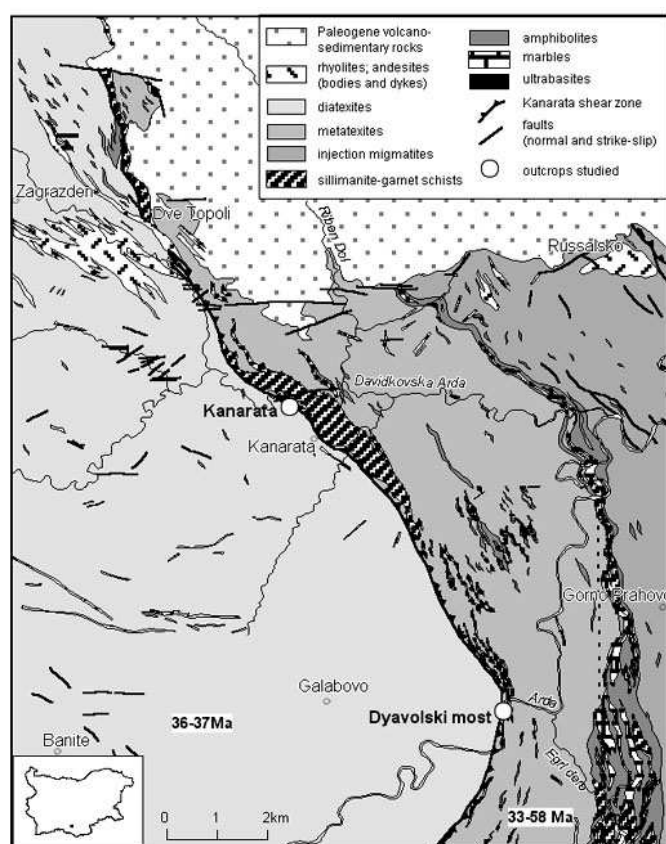 Paleogene volcano-
sedimentary rocks
rhyolites; andesites
(bodies and dykes)
diatexites
metatexites
injection migmatites
sillimanite-garnet schists
amphibolites
marbles
ultrabasites
Kanarata shear zone
faults
(normal and strike-slip)
outcrops studied
Zagrazden
Dve Topoli
Riben Dol
Russalsko
Davidkovska Arda
Kanarata
Kanarata
Gorno Prahovo
Galabovo
Arda
36-37Ma
Dyavolski most
Banite
Egri dere
33-58 Ma
0 1 2km